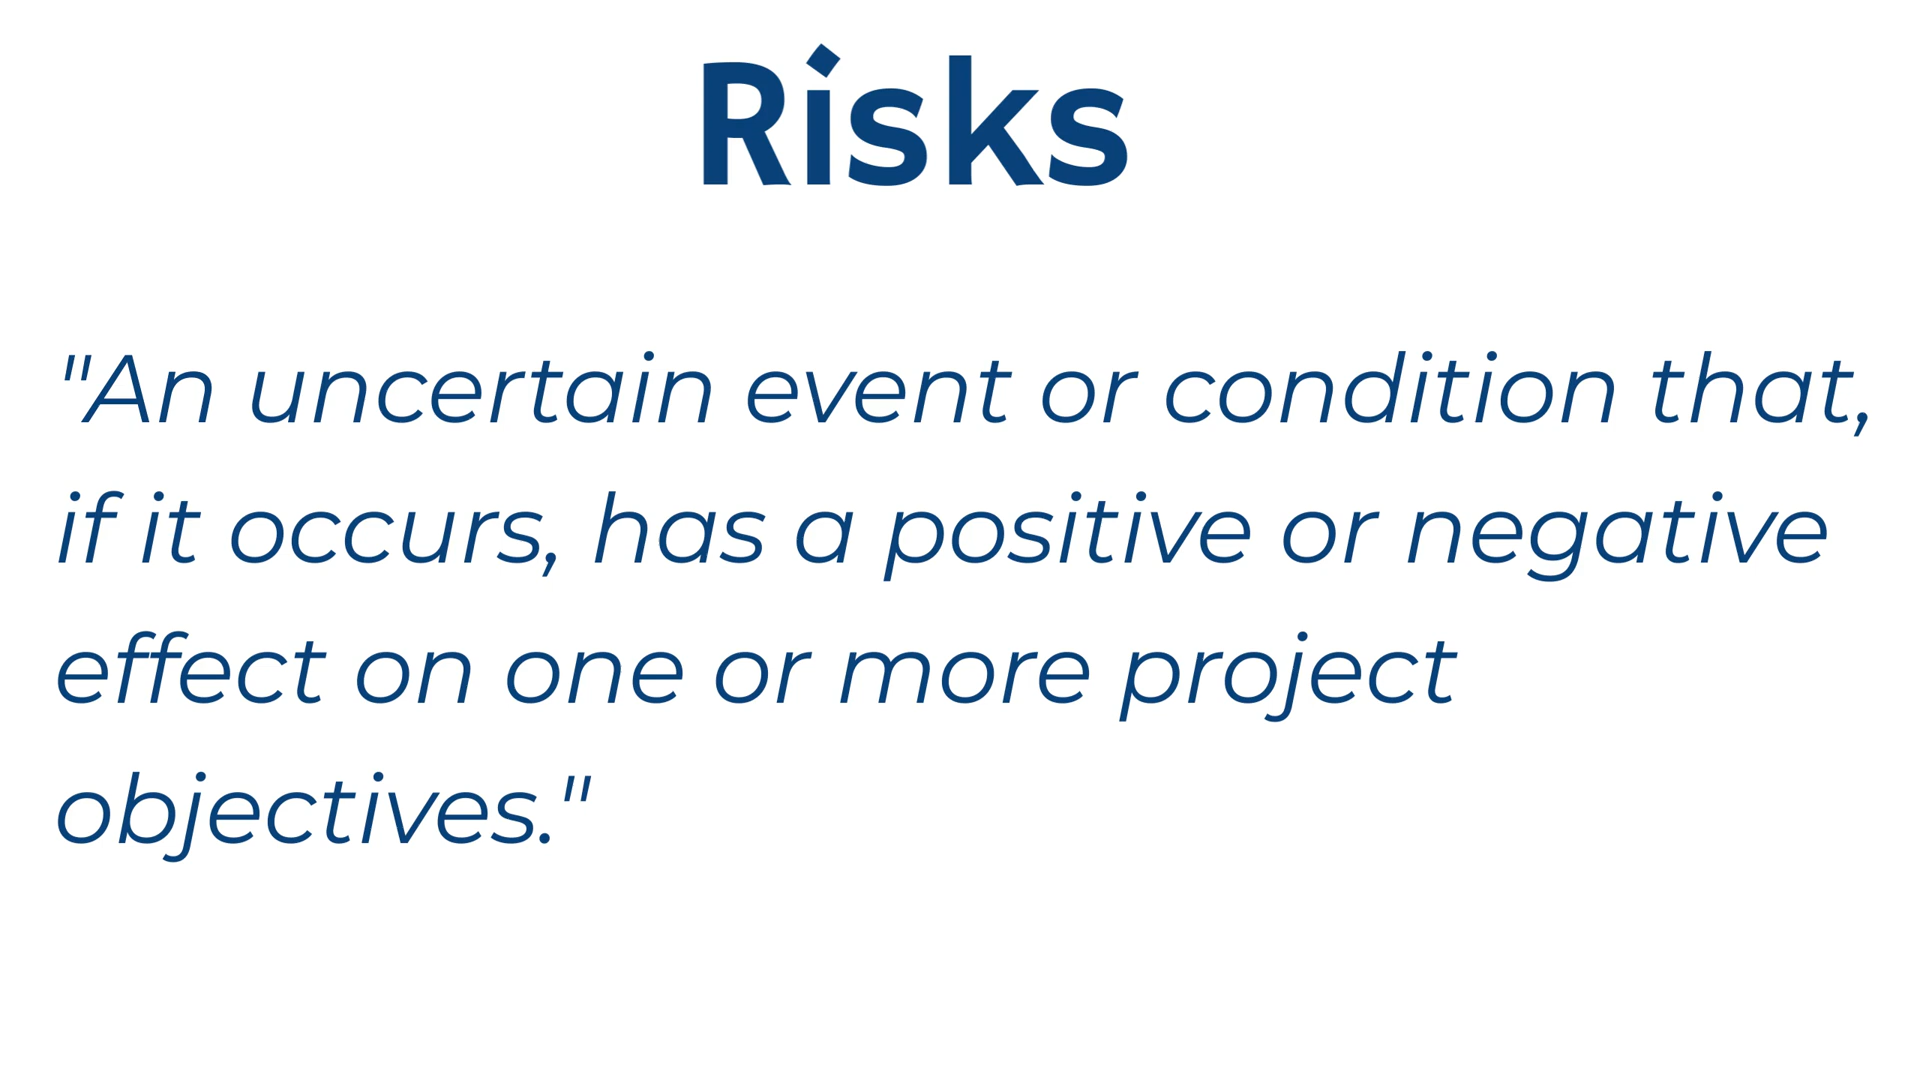 Risks
"An uncertain event or condition that,
if it occurs, has a positive or negative
effect on one or more project
objectives."